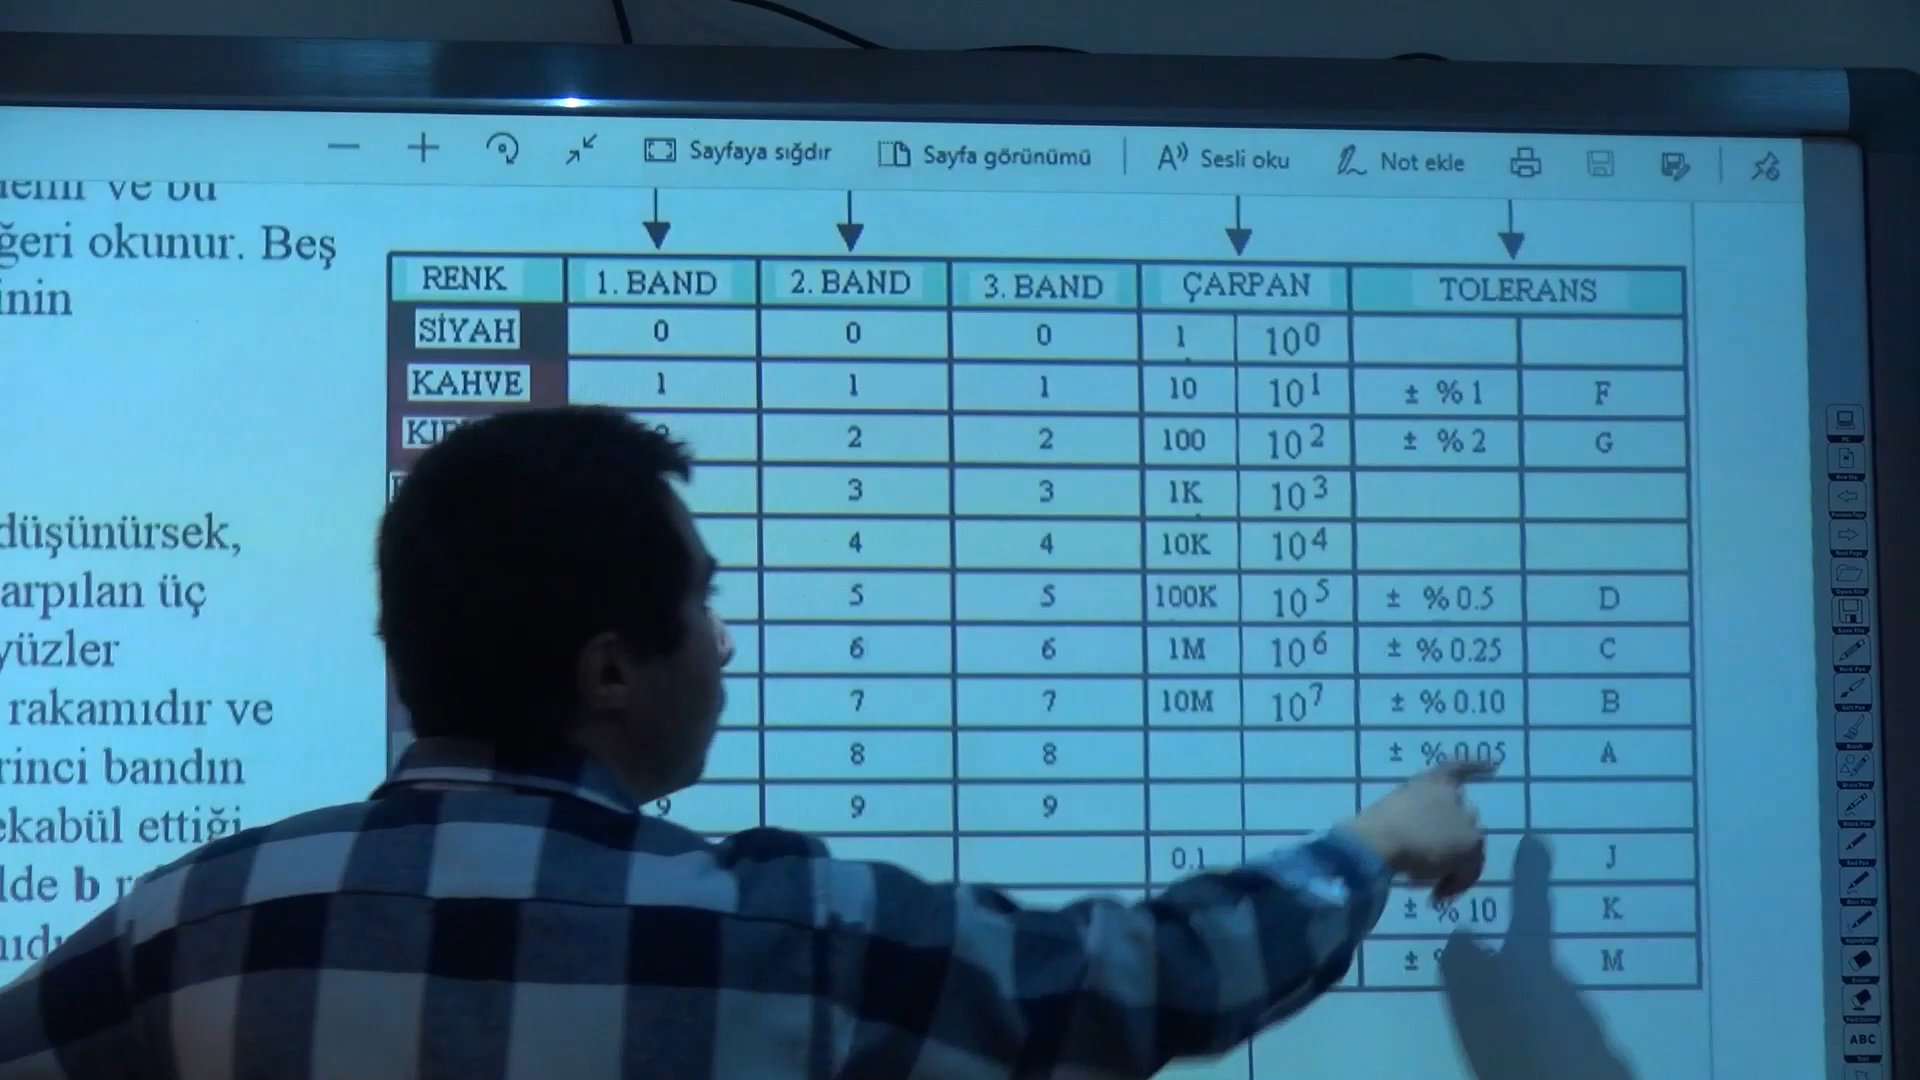 Sayfaya sığdır Sayfa görünümü Sesli oku Not ekle
ve bu
ğeri okunur. Beş
inin
düşünürsek,
arpılan üç
yüzler
rakamıdır ve
rinci bandın
ekabül ettiği
lde b
RENK 1. BAND 2. BAND 3. BAND ÇARPAN TOLERANS
SİYAH 0 0 0 1 10⁰
KAHVE 1 1 1 10 10¹ ± %1 F
2 2 100 10² ± %2 G
3 3 1K 10³
4 4 10K 10⁴
5 5 100K 10⁵ ± %0.5 D
6 6 1M 10⁶ ± %0.25 C
7 7 10M 10⁷ ± %0.10 B
8 8 ± %0.05 A
9 9 9
0.1 J
± %10 K
± M
ABC